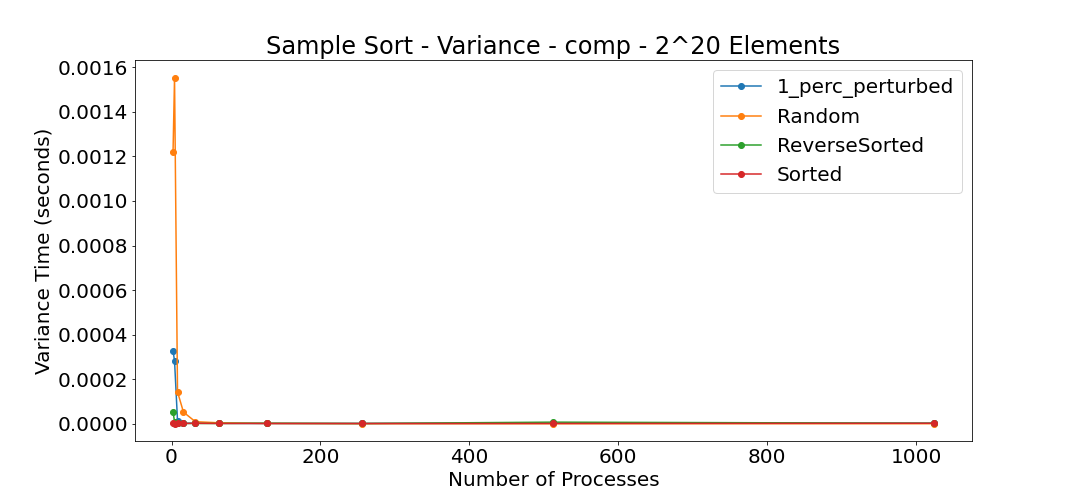 Sample Sort - Variance - comp - 2^20 Elements
Variance Time (seconds)
0.0016
0.0014
0.0012
0.0010
0.0008
0.0006
0.0004
0.0002
0.0000
1_perc_perturbed
Random
ReverseSorted
Sorted
0 200 400 600 800 1000
Number of Processes